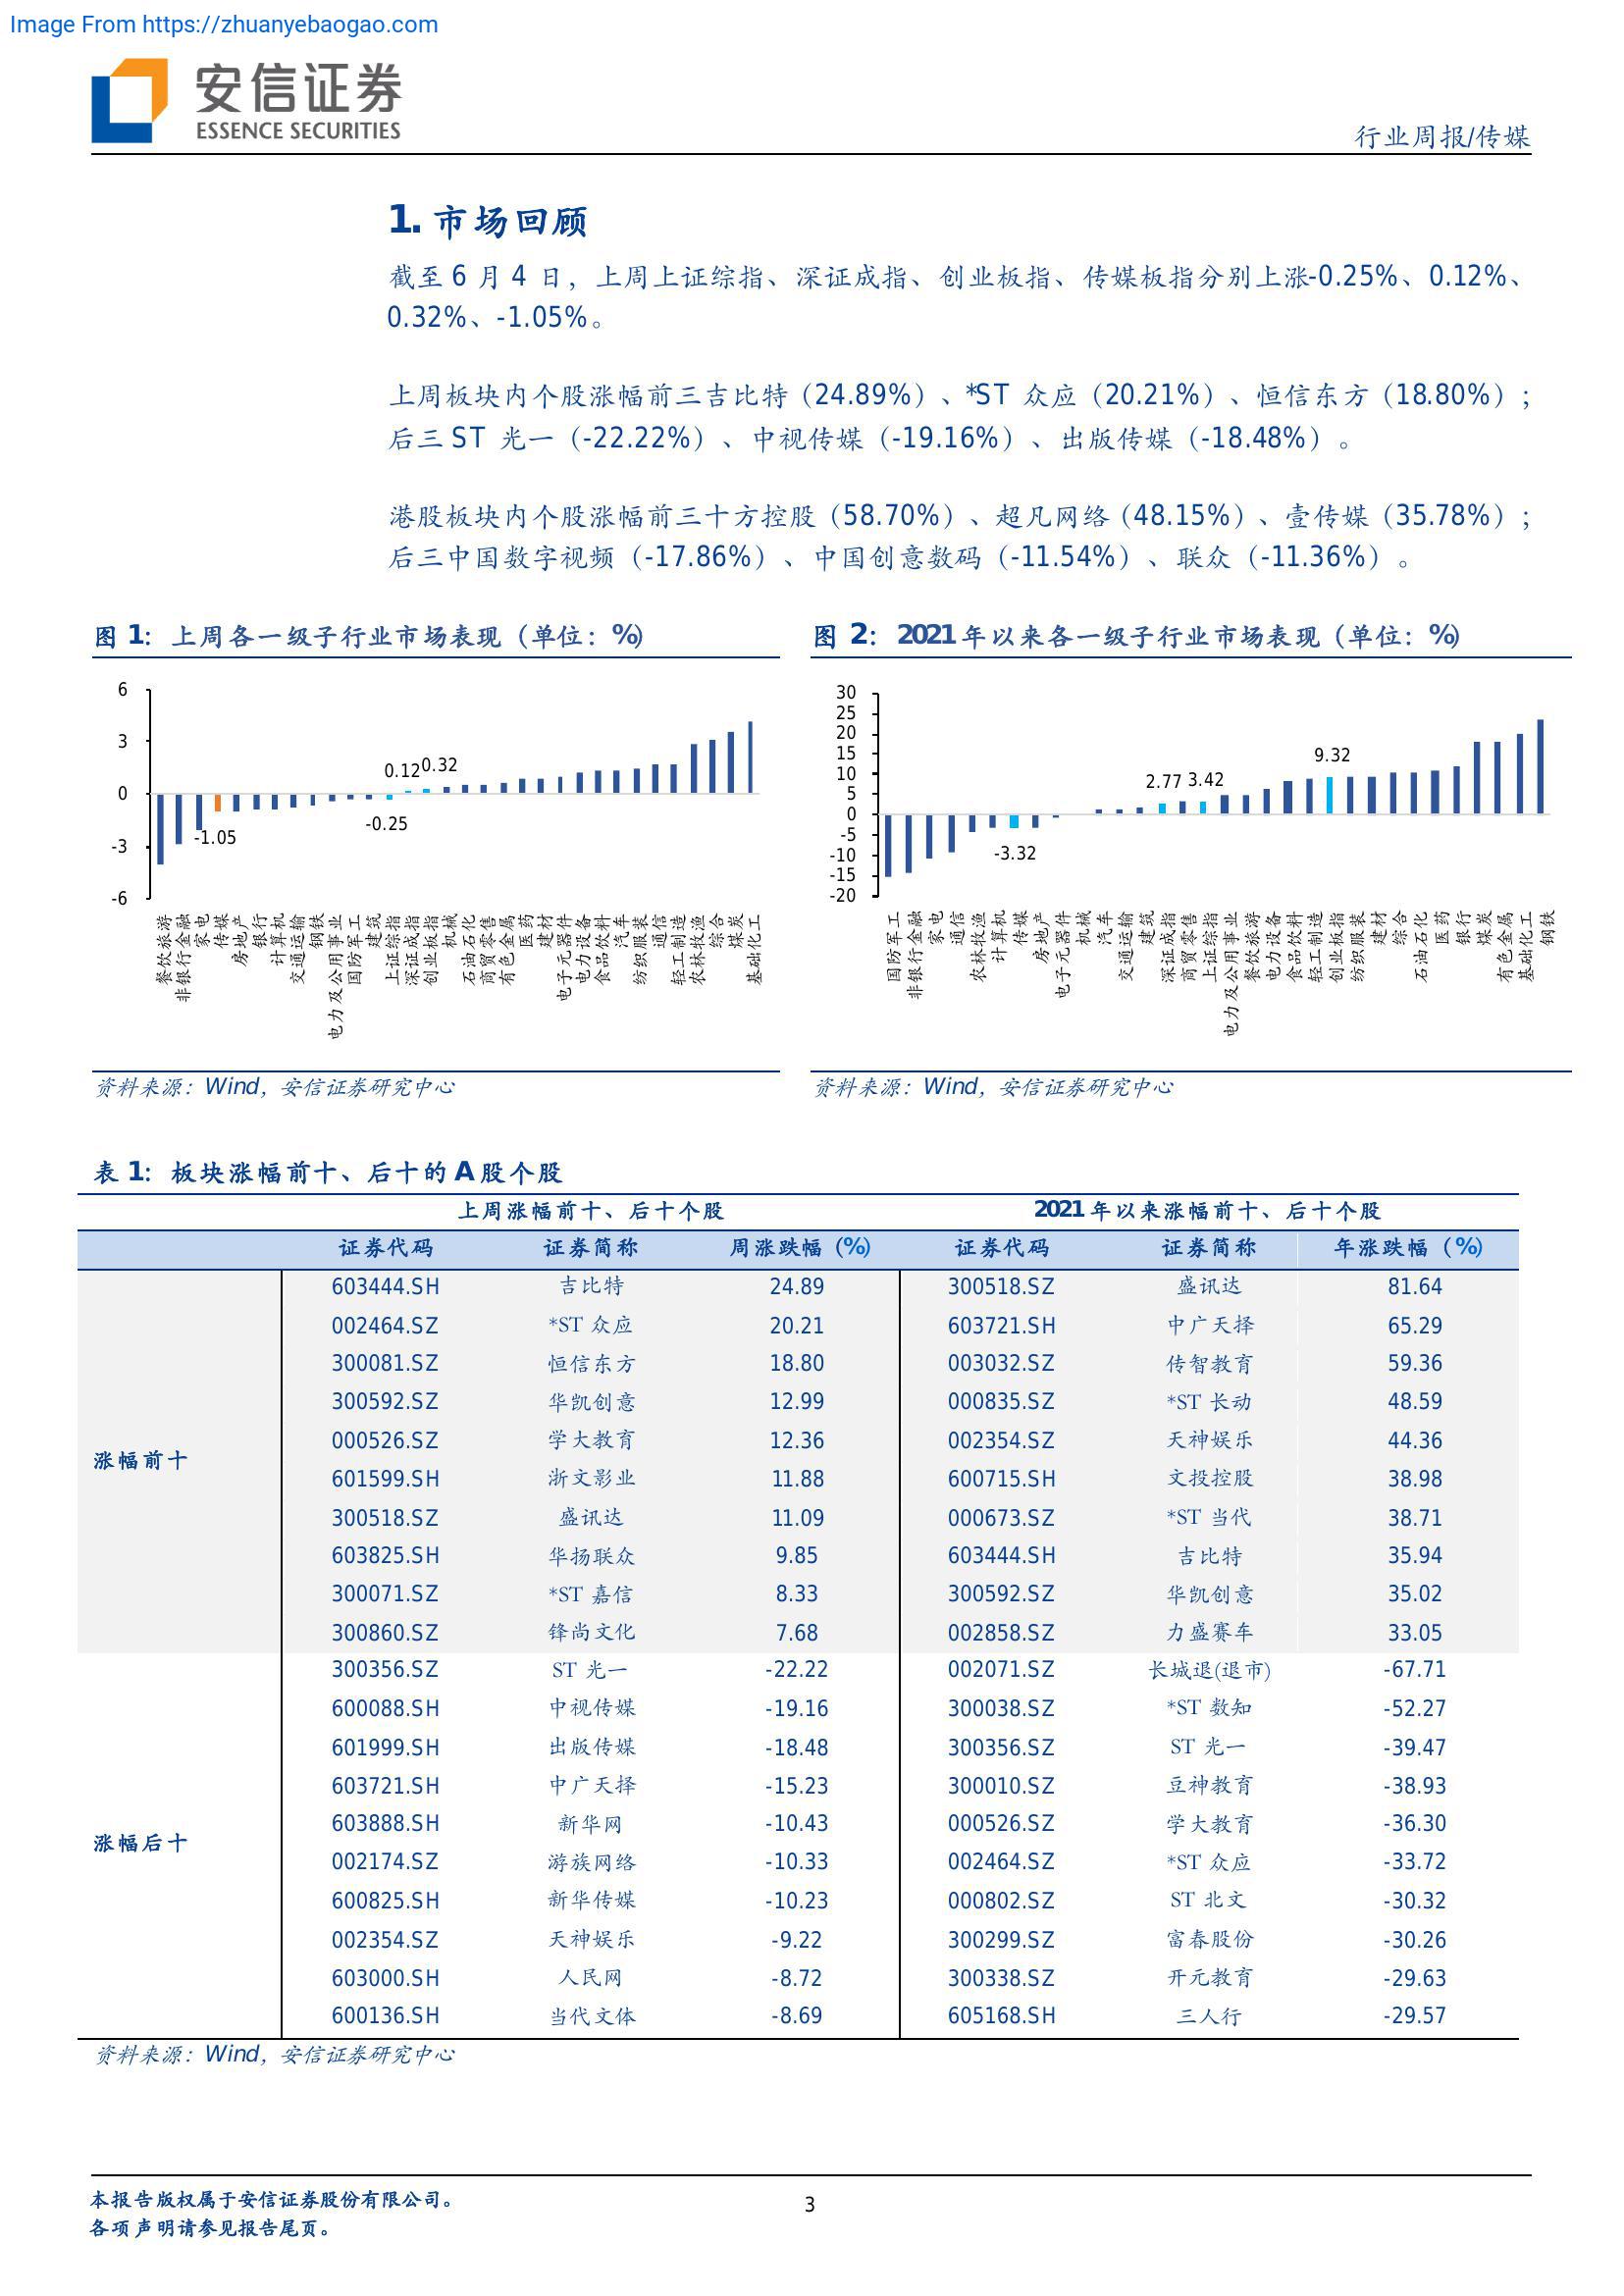 Image From https://zhuanyebaogao.com
安信证券
ESSENCE SECURITIES
行业周报/传媒
1. 市场回顾
截至 6 月 4 日，上周上证综指、深证成指、创业板指、传媒板指分别上涨-0.25%、0.12%、
0.32%、-1.05%。
上周板块内个股涨幅前三吉比特（24.89%）、*ST 众应（20.21%）、恒信东方（18.80%）；
后三 ST 光一（-22.22%）、中视传媒（-19.16%）、出版传媒（-18.48%）。
港股板块内个股涨幅前三十方控股（58.70%）、超凡网络（48.15%）、壹传媒（35.78%）；
后三中国数字视频（-17.86%）、中国创意数码（-11.54%）、联众（-11.36%）。
图 1: 上周各一级子行业市场表现（单位：%）
6
3
0
-3
-6
-1.05
-0.25
0.12
0.32
餐饮旅游
非银行金融
家电
传媒
房地产
银行
计算机
交通运输
钢铁
电力及公用事业
国防军工
建筑
上证综指
深证成指
创业板指
机械
石油石化
商贸零售
有色金属
医药
建材
电子元器件
电力设备
食品饮料
汽车
纺织服装
通信
轻工制造
农林牧渔
综合
煤炭
基础化工
资料来源：Wind，安信证券研究中心
图 2: 2021 年以来各一级子行业市场表现（单位：%）
30
25
20
15
10
5
0
-5
-10
-15
-20
-3.32
2.77
3.42
9.32
国防军工
非银行金融
家电
通信
农林牧渔
计算机
传媒
房地产
电子元器件
机械
汽车
交通运输
建筑
深证成指
商贸零售
上证综指
电力及公用事业
餐饮旅游
电力设备
食品饮料
轻工制造
创业板指
纺织服装
建材
综合
石油石化
医药
银行
煤炭
有色金属
基础化工
钢铁
资料来源：Wind，安信证券研究中心
表 1: 板块涨幅前十、后十的 A 股个股
上周涨幅前十、后十个股 2021 年以来涨幅前十、后十个股
证券代码 证券简称 周涨跌幅（%） 证券代码 证券简称 年涨跌幅（%）
涨幅前十
603444.SH 吉比特 24.89 300518.SZ 盛讯达 81.64
002464.SZ *ST 众应 20.21 603721.SH 中广天择 65.29
300081.SZ 恒信东方 18.80 003032.SZ 传智教育 59.36
300592.SZ 华凯创意 12.99 000835.SZ *ST 长动 48.59
000526.SZ 学大教育 12.36 002354.SZ 天神娱乐 44.36
601599.SH 浙文影业 11.88 600715.SH 文投控股 38.98
300518.SZ 盛讯达 11.09 000673.SZ *ST 当代 38.71
603825.SH 华扬联众 9.85 603444.SH 吉比特 35.94
300071.SZ *ST 嘉信 8.33 300592.SZ 华凯创意 35.02
300860.SZ 锋尚文化 7.68 002858.SZ 力盛赛车 33.05
涨幅后十
300356.SZ ST 光一 -22.22 002071.SZ 长城退(退市) -67.71
600088.SH 中视传媒 -19.16 300038.SZ *ST 数知 -52.27
601999.SH 出版传媒 -18.48 300356.SZ ST 光一 -39.47
603721.SH 中广天择 -15.23 300010.SZ 豆神教育 -38.93
603888.SH 新华网 -10.43 000526.SZ 学大教育 -36.30
002174.SZ 游族网络 -10.33 002464.SZ *ST 众应 -33.72
600825.SH 新华传媒 -10.23 000802.SZ ST 北文 -30.32
002354.SZ 天神娱乐 -9.22 300299.SZ 富春股份 -30.26
603000.SH 人民网 -8.72 300338.SZ 开元教育 -29.63
600136.SH 当代文体 -8.69 605168.SH 三人行 -29.57
资料来源：Wind，安信证券研究中心
本报告版权属于安信证券股份有限公司。
各项声明请参见报告尾页。
3